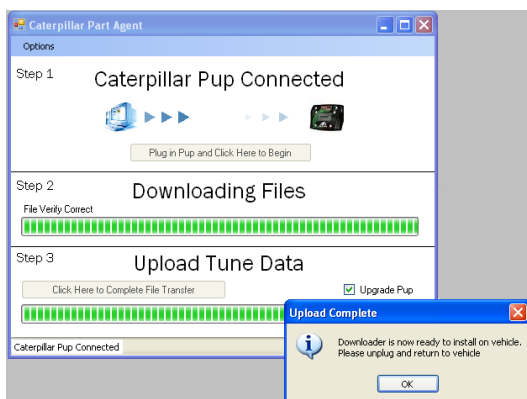 Caterpillar Part Agent
Options
Step 1
Caterpillar Pup Connected
Plug in Pup and Click Here to Begin
Step 2
Downloading Files
File Verify Correct
Step 3
Upload Tune Data
Click Here to Complete File Transfer
Upgrade Pup
Caterpillar Pup Connected
Upload Complete
Downloader is now ready to install on vehicle.
Please unplug and return to vehicle
OK